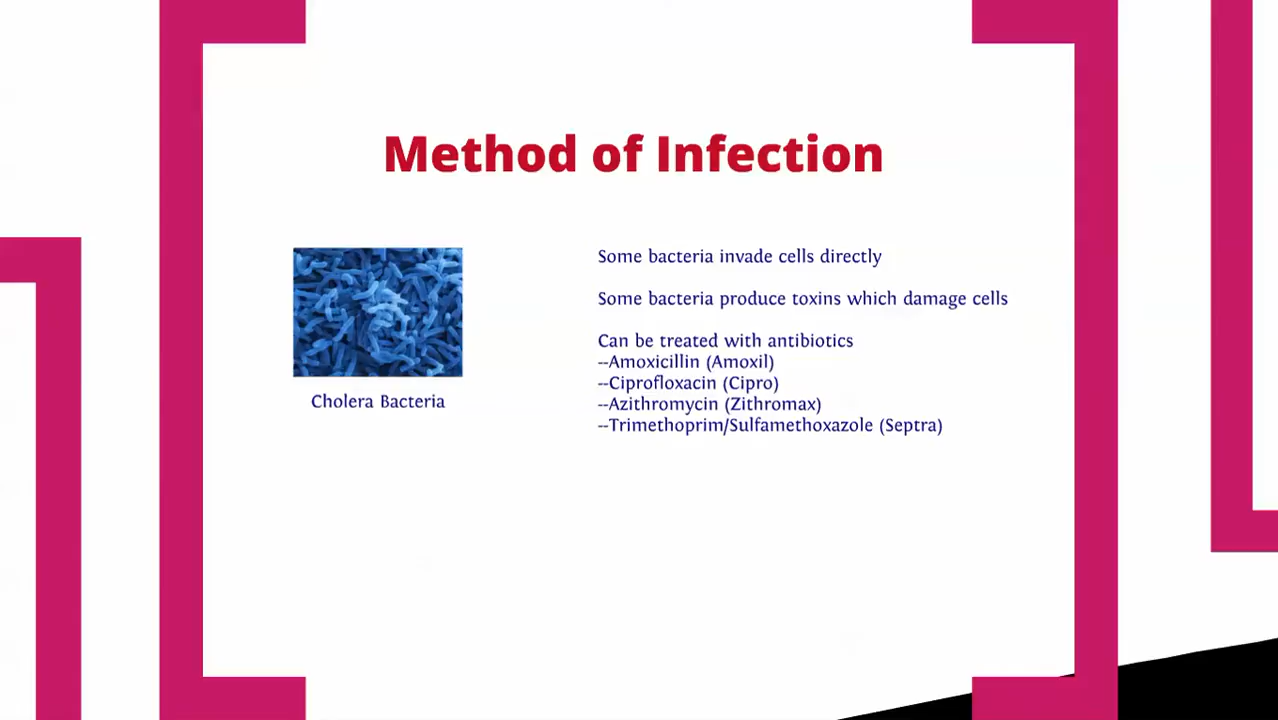 Method of Infection
Cholera Bacteria
Some bacteria invade cells directly
Some bacteria produce toxins which damage cells
Can be treated with antibiotics
--Amoxicillin (Amoxil)
--Ciprofloxacin (Cipro)
--Azithromycin (Zithromax)
--Trimethoprim/Sulfamethoxazole (Septra)